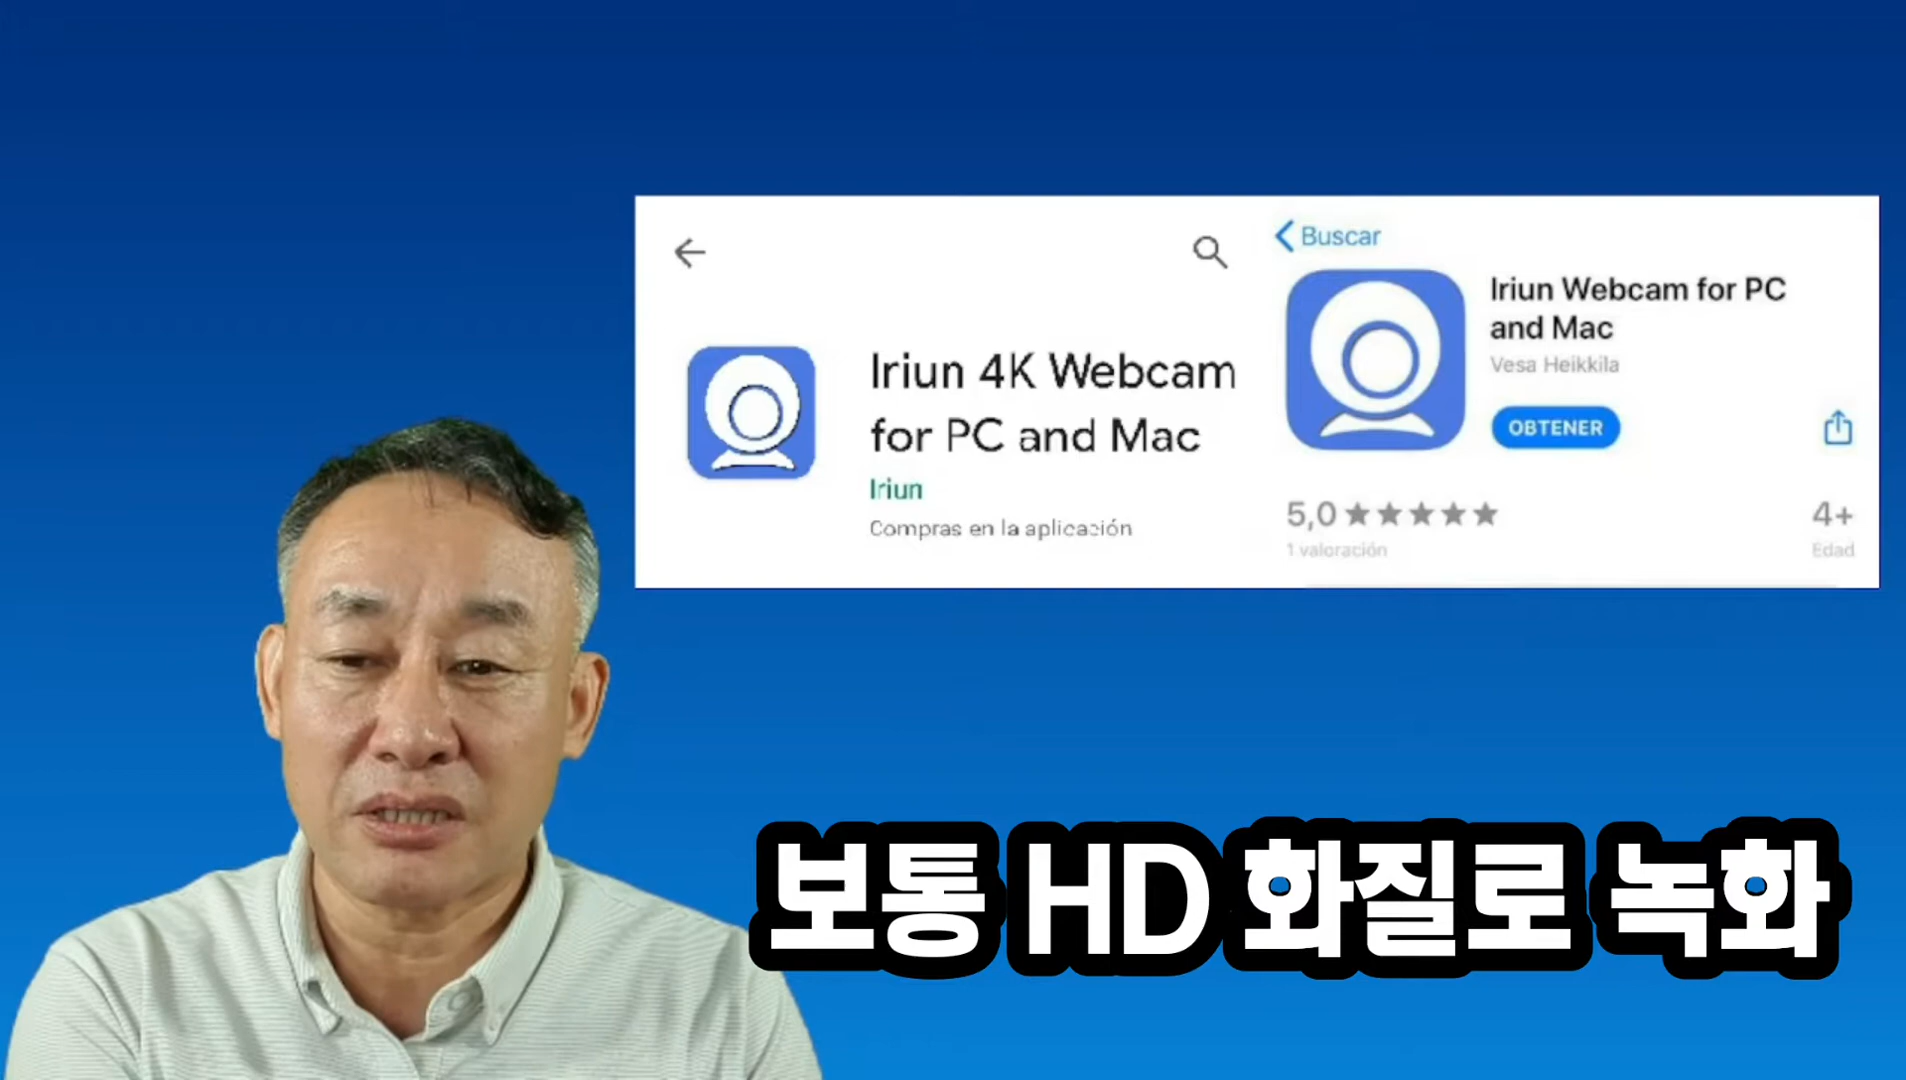 Iriun 4K Webcam
for PC and Mac
Iriun
Compras en la aplicación
Buscar
Iriun Webcam for PC
and Mac
Vesa Heikkila
OBTENER
5,0 ★★★★★
1 valoración
4+
Edad
보통 HD 화질로 녹화